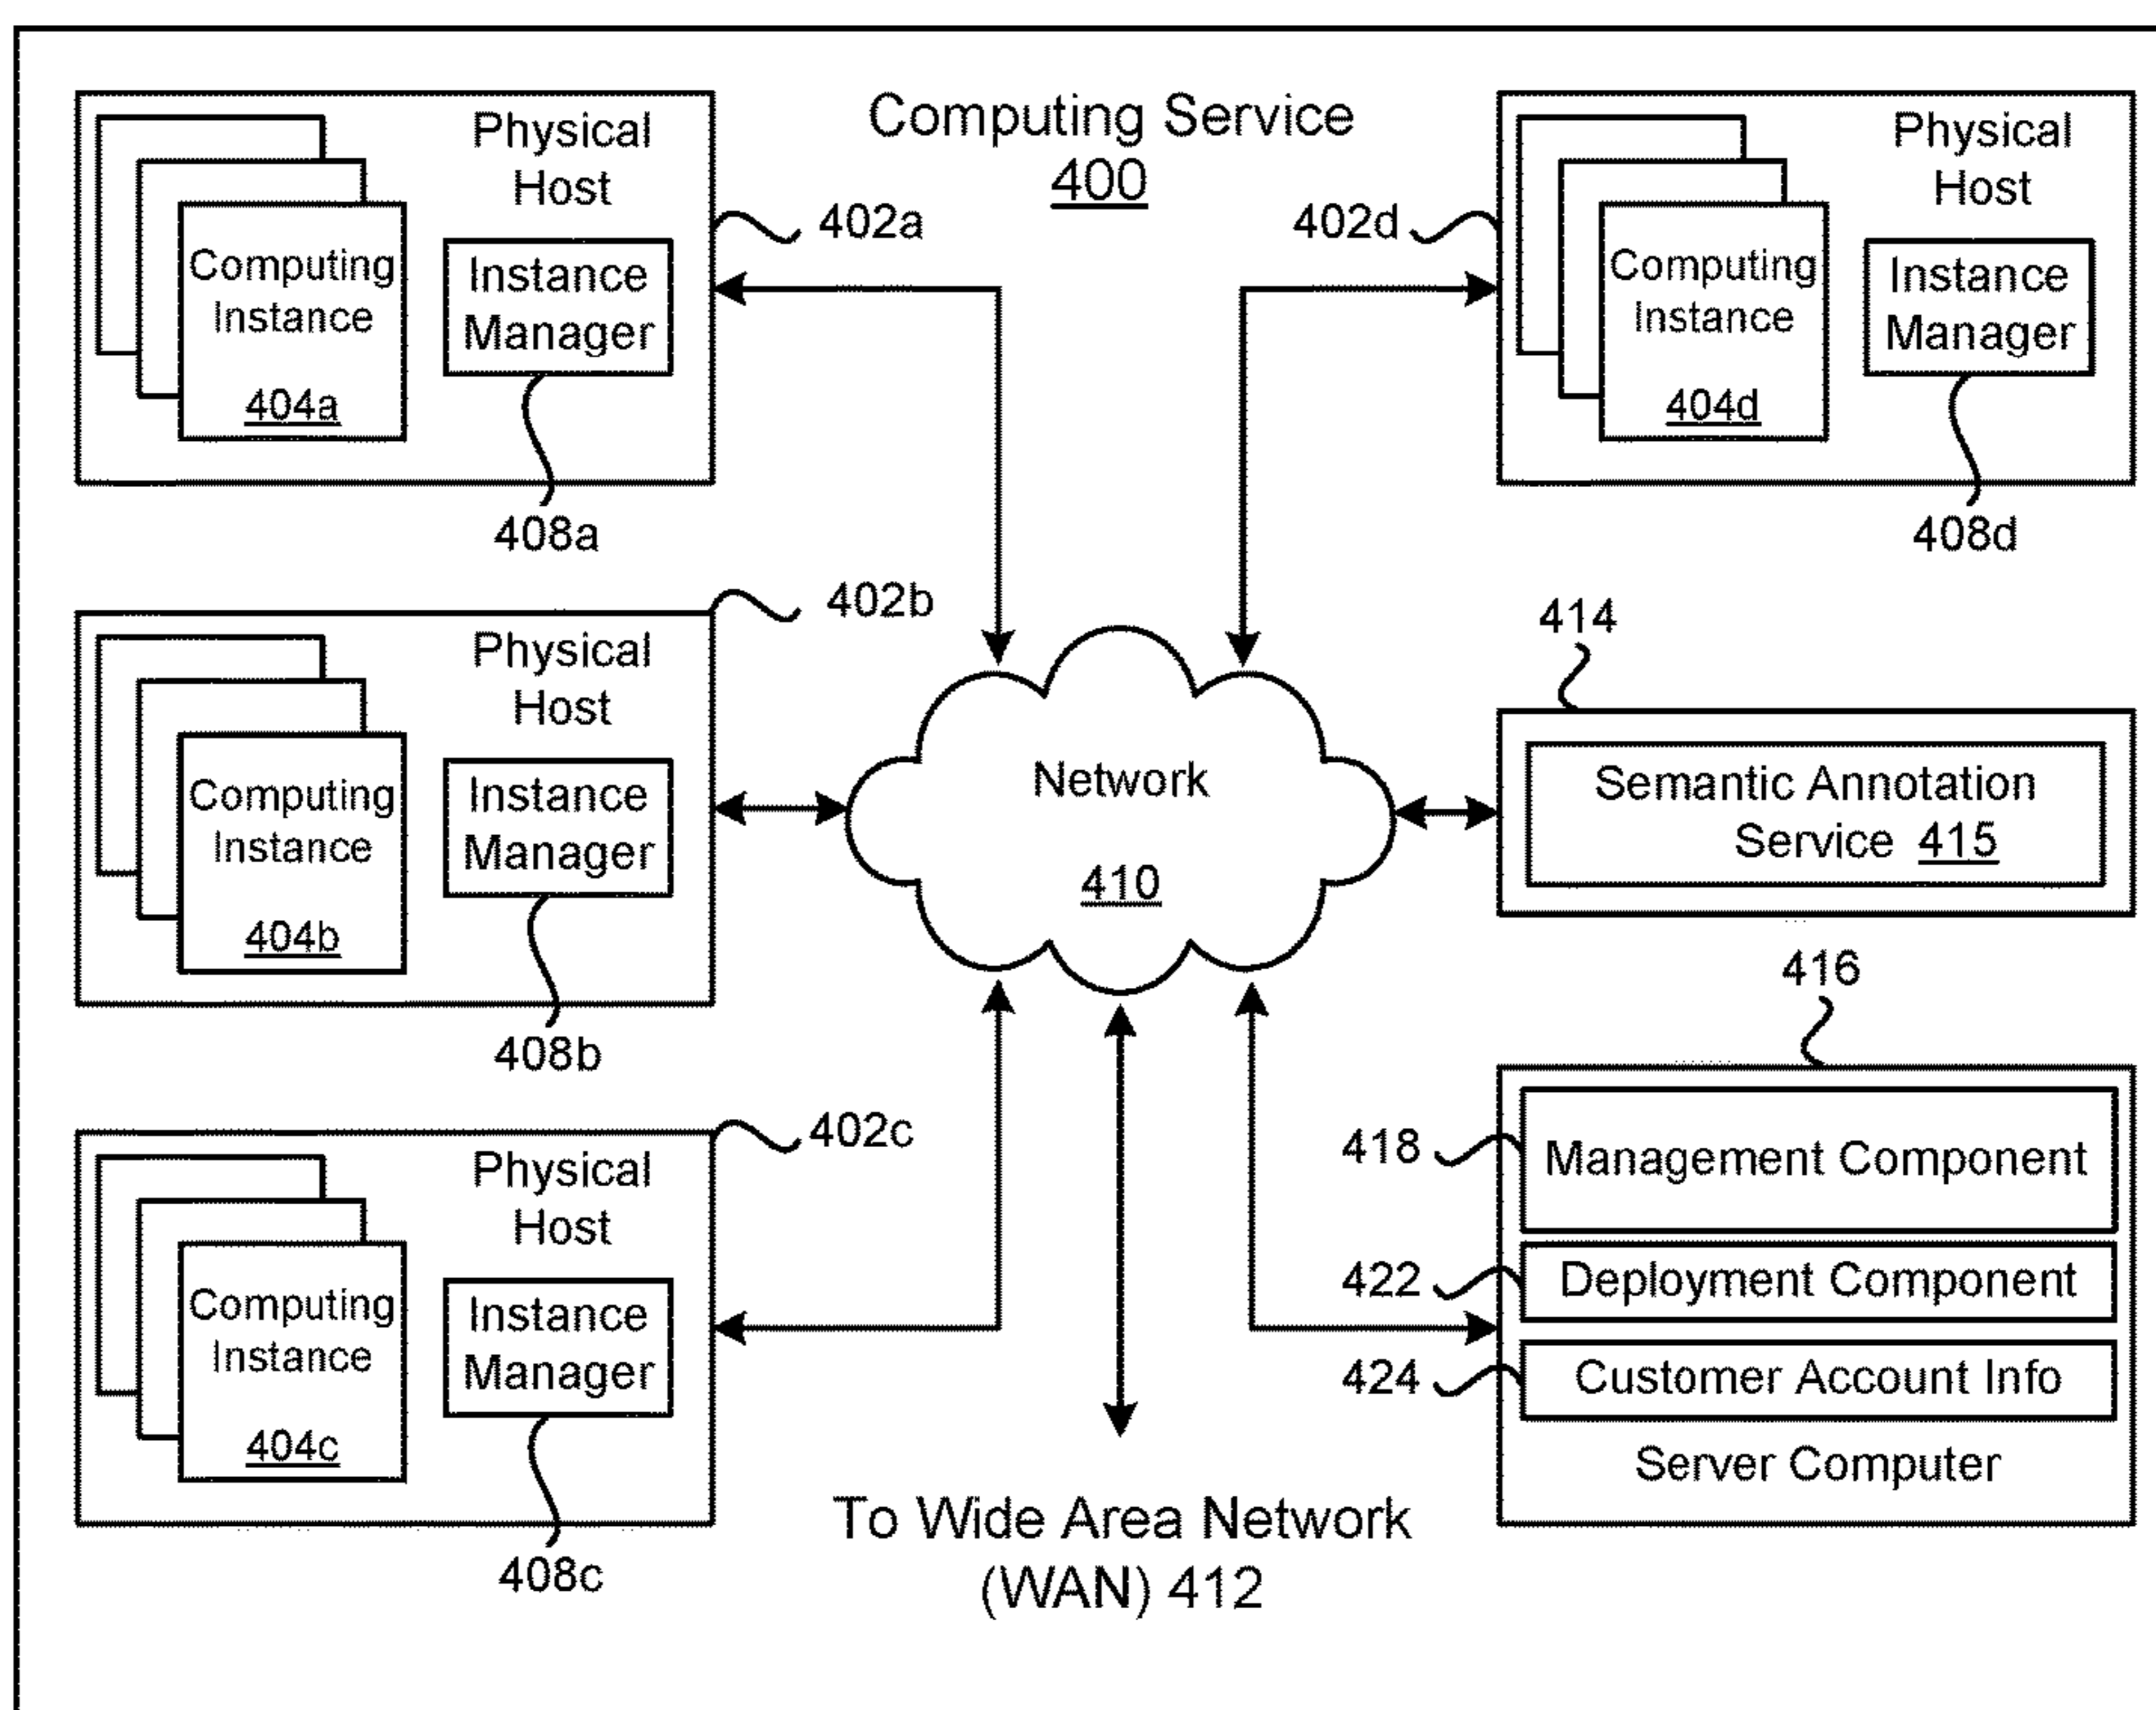 Computing Service
400
Physical
Host
Computing
Instance
404a
Instance
Manager
402a
408a
Physical
Host
Computing
Instance
404d
Instance
Manager
402d
408d
Physical
Host
Computing
Instance
404b
Instance
Manager
402b
408b
Network
410
414
Semantic Annotation
Service 415
Physical
Host
Computing
Instance
404c
Instance
Manager
402c
408c
416
418
Management Component
422
Deployment Component
424
Customer Account Info
Server Computer
To Wide Area Network
(WAN) 412